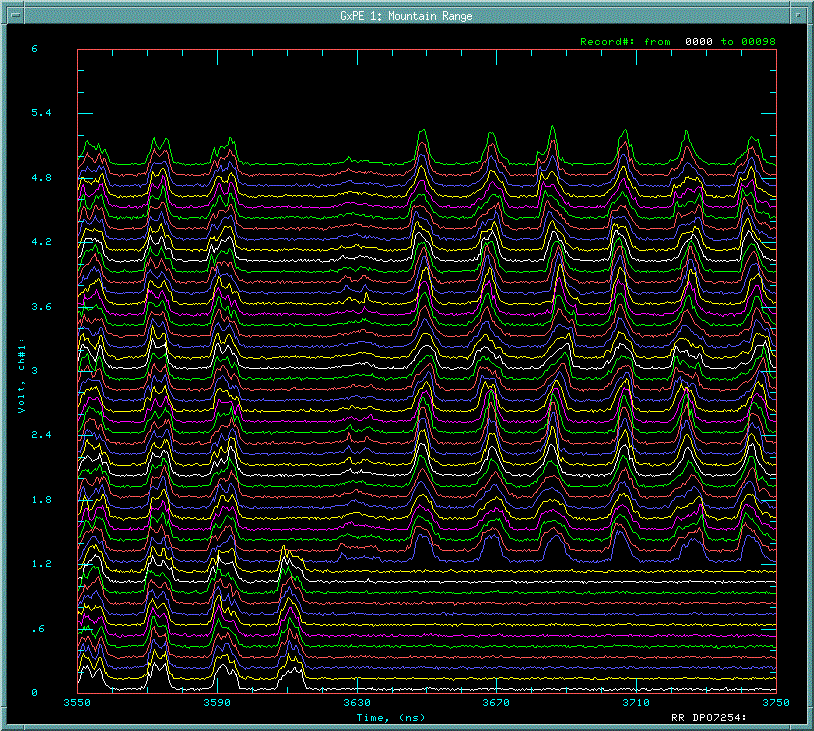 GxPE 1: Mountain Range
Record#: from 0000 to 00098
6
5.4
4.8
4.2
3.6
3
2.4
1.8
1.2
.6
0
Volt, ch#1:
3550 3590 3630 3670 3710 3750
Time, (ns)
RR DPO7254: